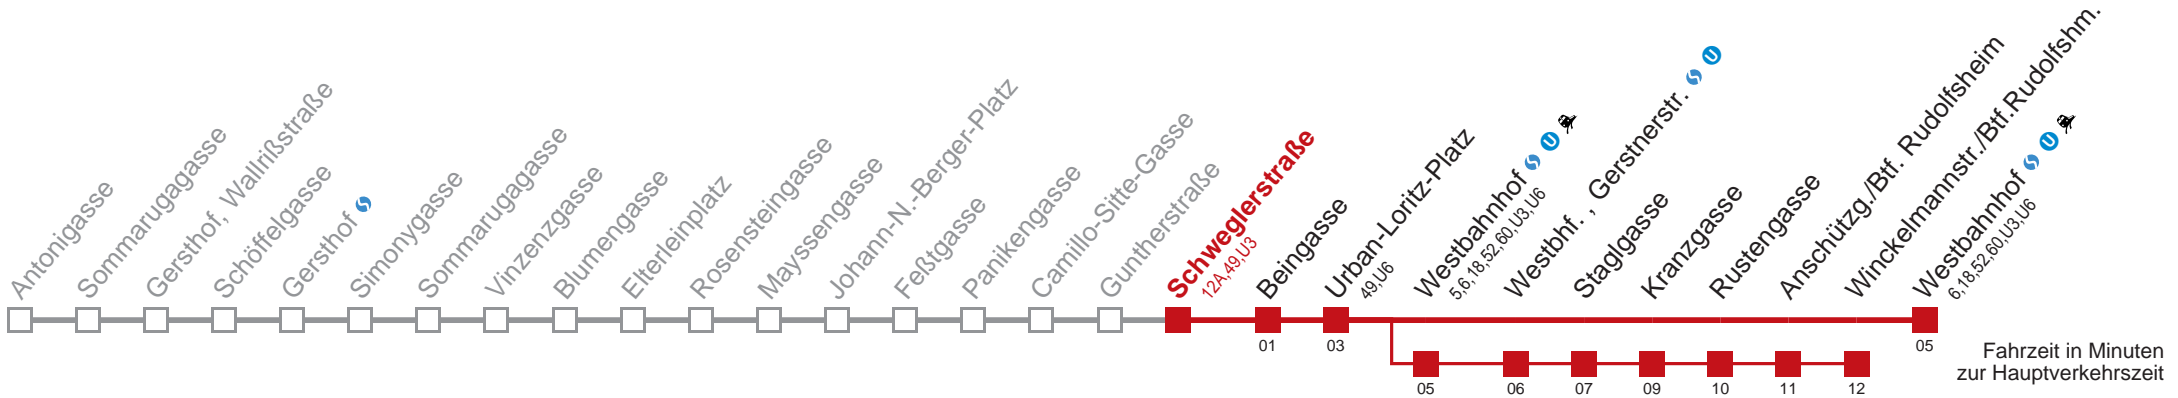 Antonigasse
Sommarugagasse
Gersthof, Wallrißstraße
Schöffelgasse
Gersthof
Simonygasse
Sommarugagasse
Vinzenzgasse
Blumengasse
Elterleinplatz
Rosensteingasse
Mayssengasse
Johann-N.-Berger-Platz
Feßtgasse
Panikengasse
Camillo-Sitte-Gasse
Guntherstraße
Schweglerstraße
12A,49,U3
Beingasse
Urban-Loritz-Platz
49,U6
Westbahnhof U
5,6,18,52,60,U3,U6
Westbhf. , Gerstnerstr. U
Staglgasse
Kranzgasse
Rustengasse
Anschützg./Btf. Rudolfsheim
Winckelmannstr./Btf.Rudolfshm.
Westbahnhof U
6,18,52,60,U3,U6
01 03 05
05 06 07 09 10 11 12
Fahrzeit in Minuten
zur Hauptverkehrszeit